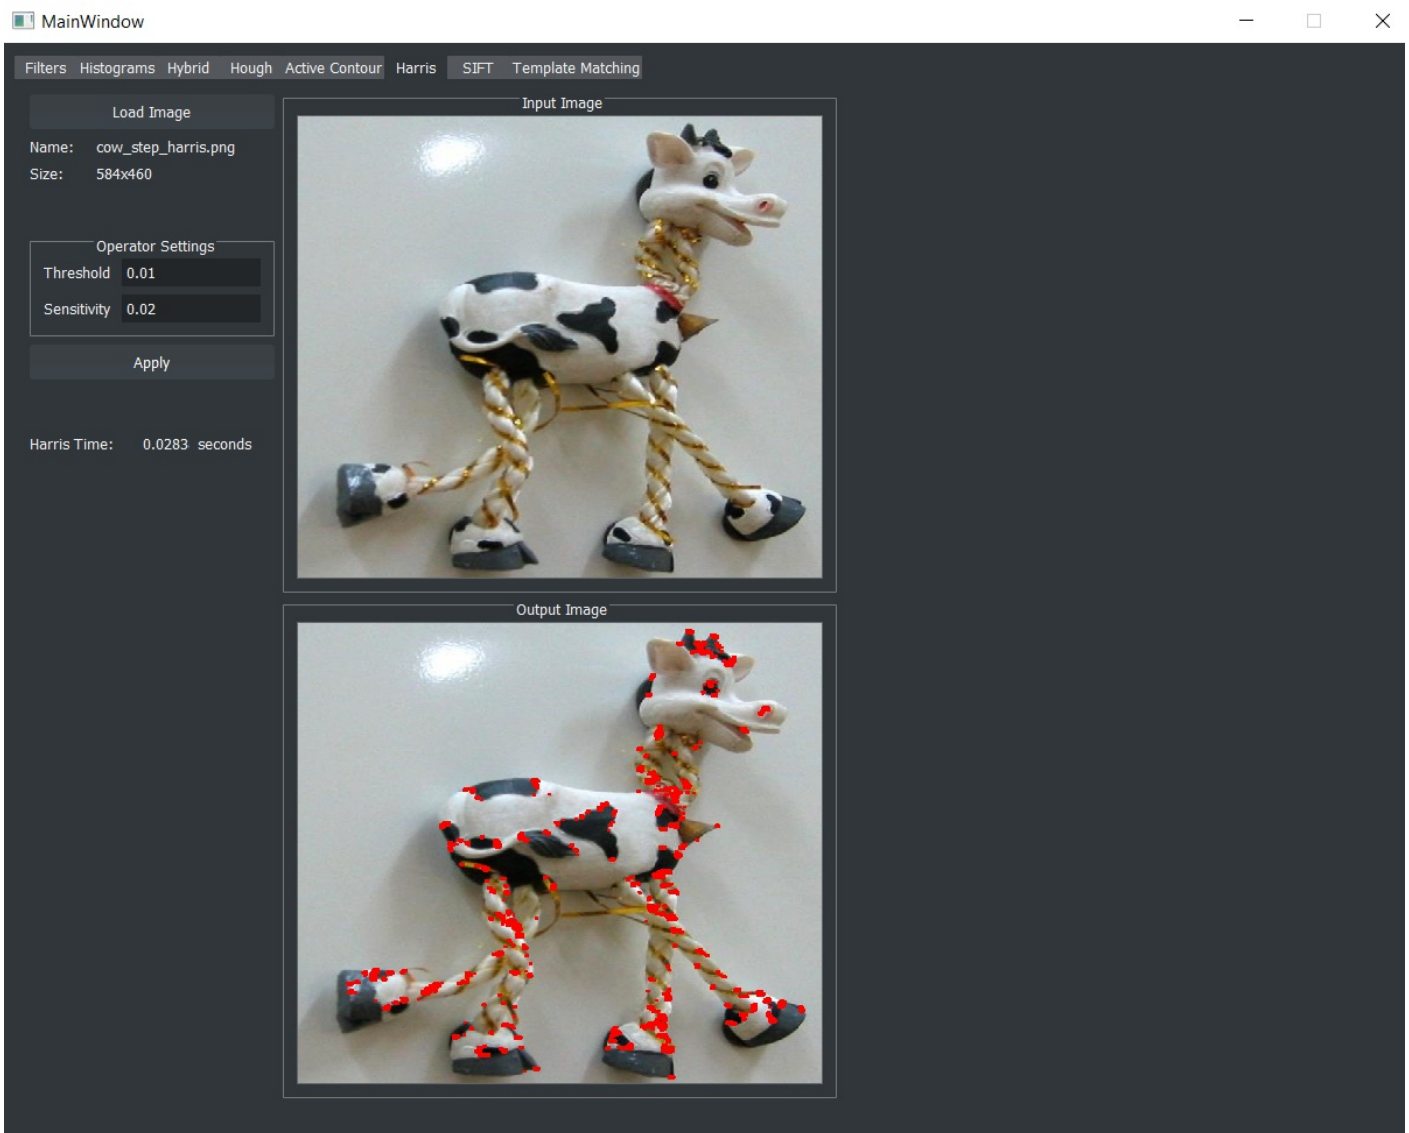 MainWindow
Filters Histograms Hybrid Hough Active Contour Harris SIFT Template Matching
Load Image
Name: cow_step_harris.png
Size: 584x460
Operator Settings
Threshold 0.01
Sensitivity 0.02
Apply
Harris Time: 0.0283 seconds
Input Image
Output Image